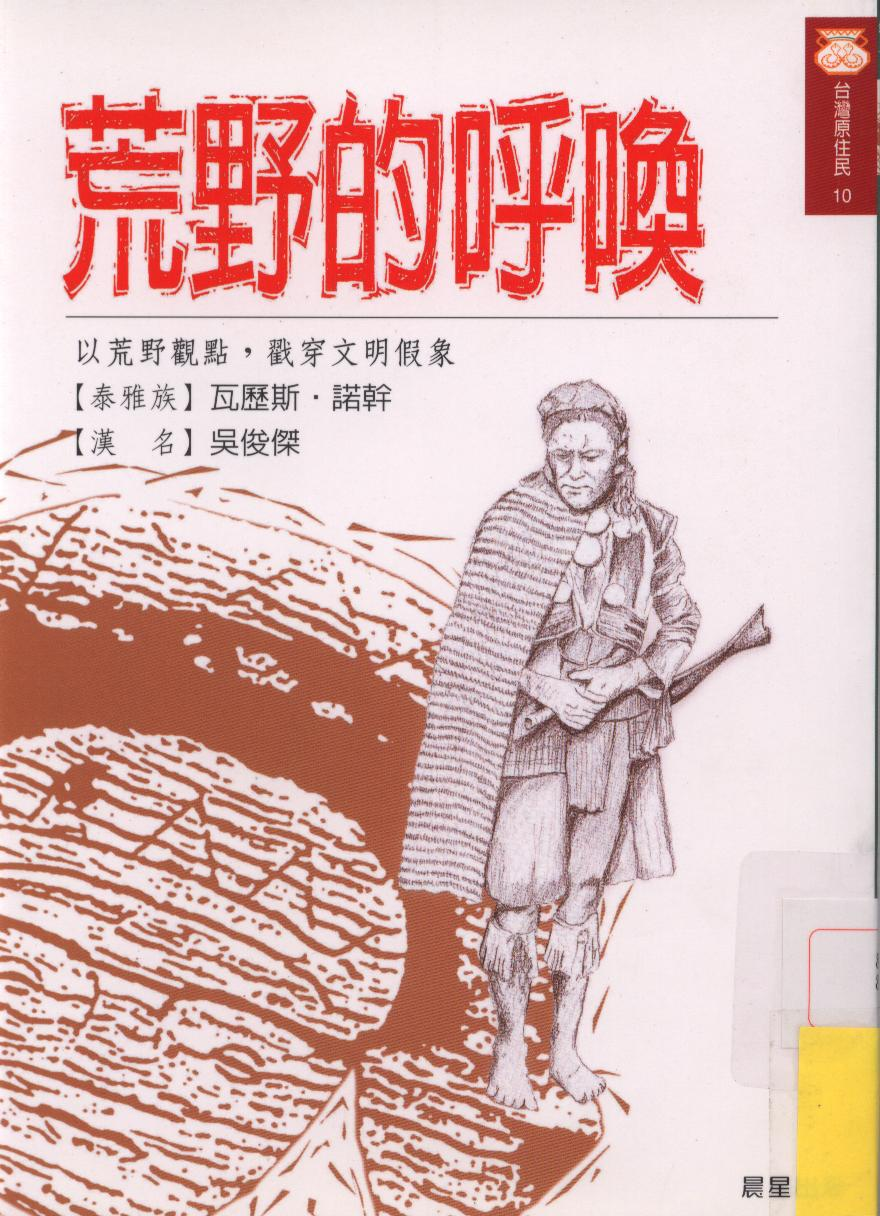 荒野的呼喚
台灣原住民 10
以荒野觀點，戳穿文明假象
【泰雅族】瓦歷斯·諾幹
【漢　名】吳俊傑
晨星